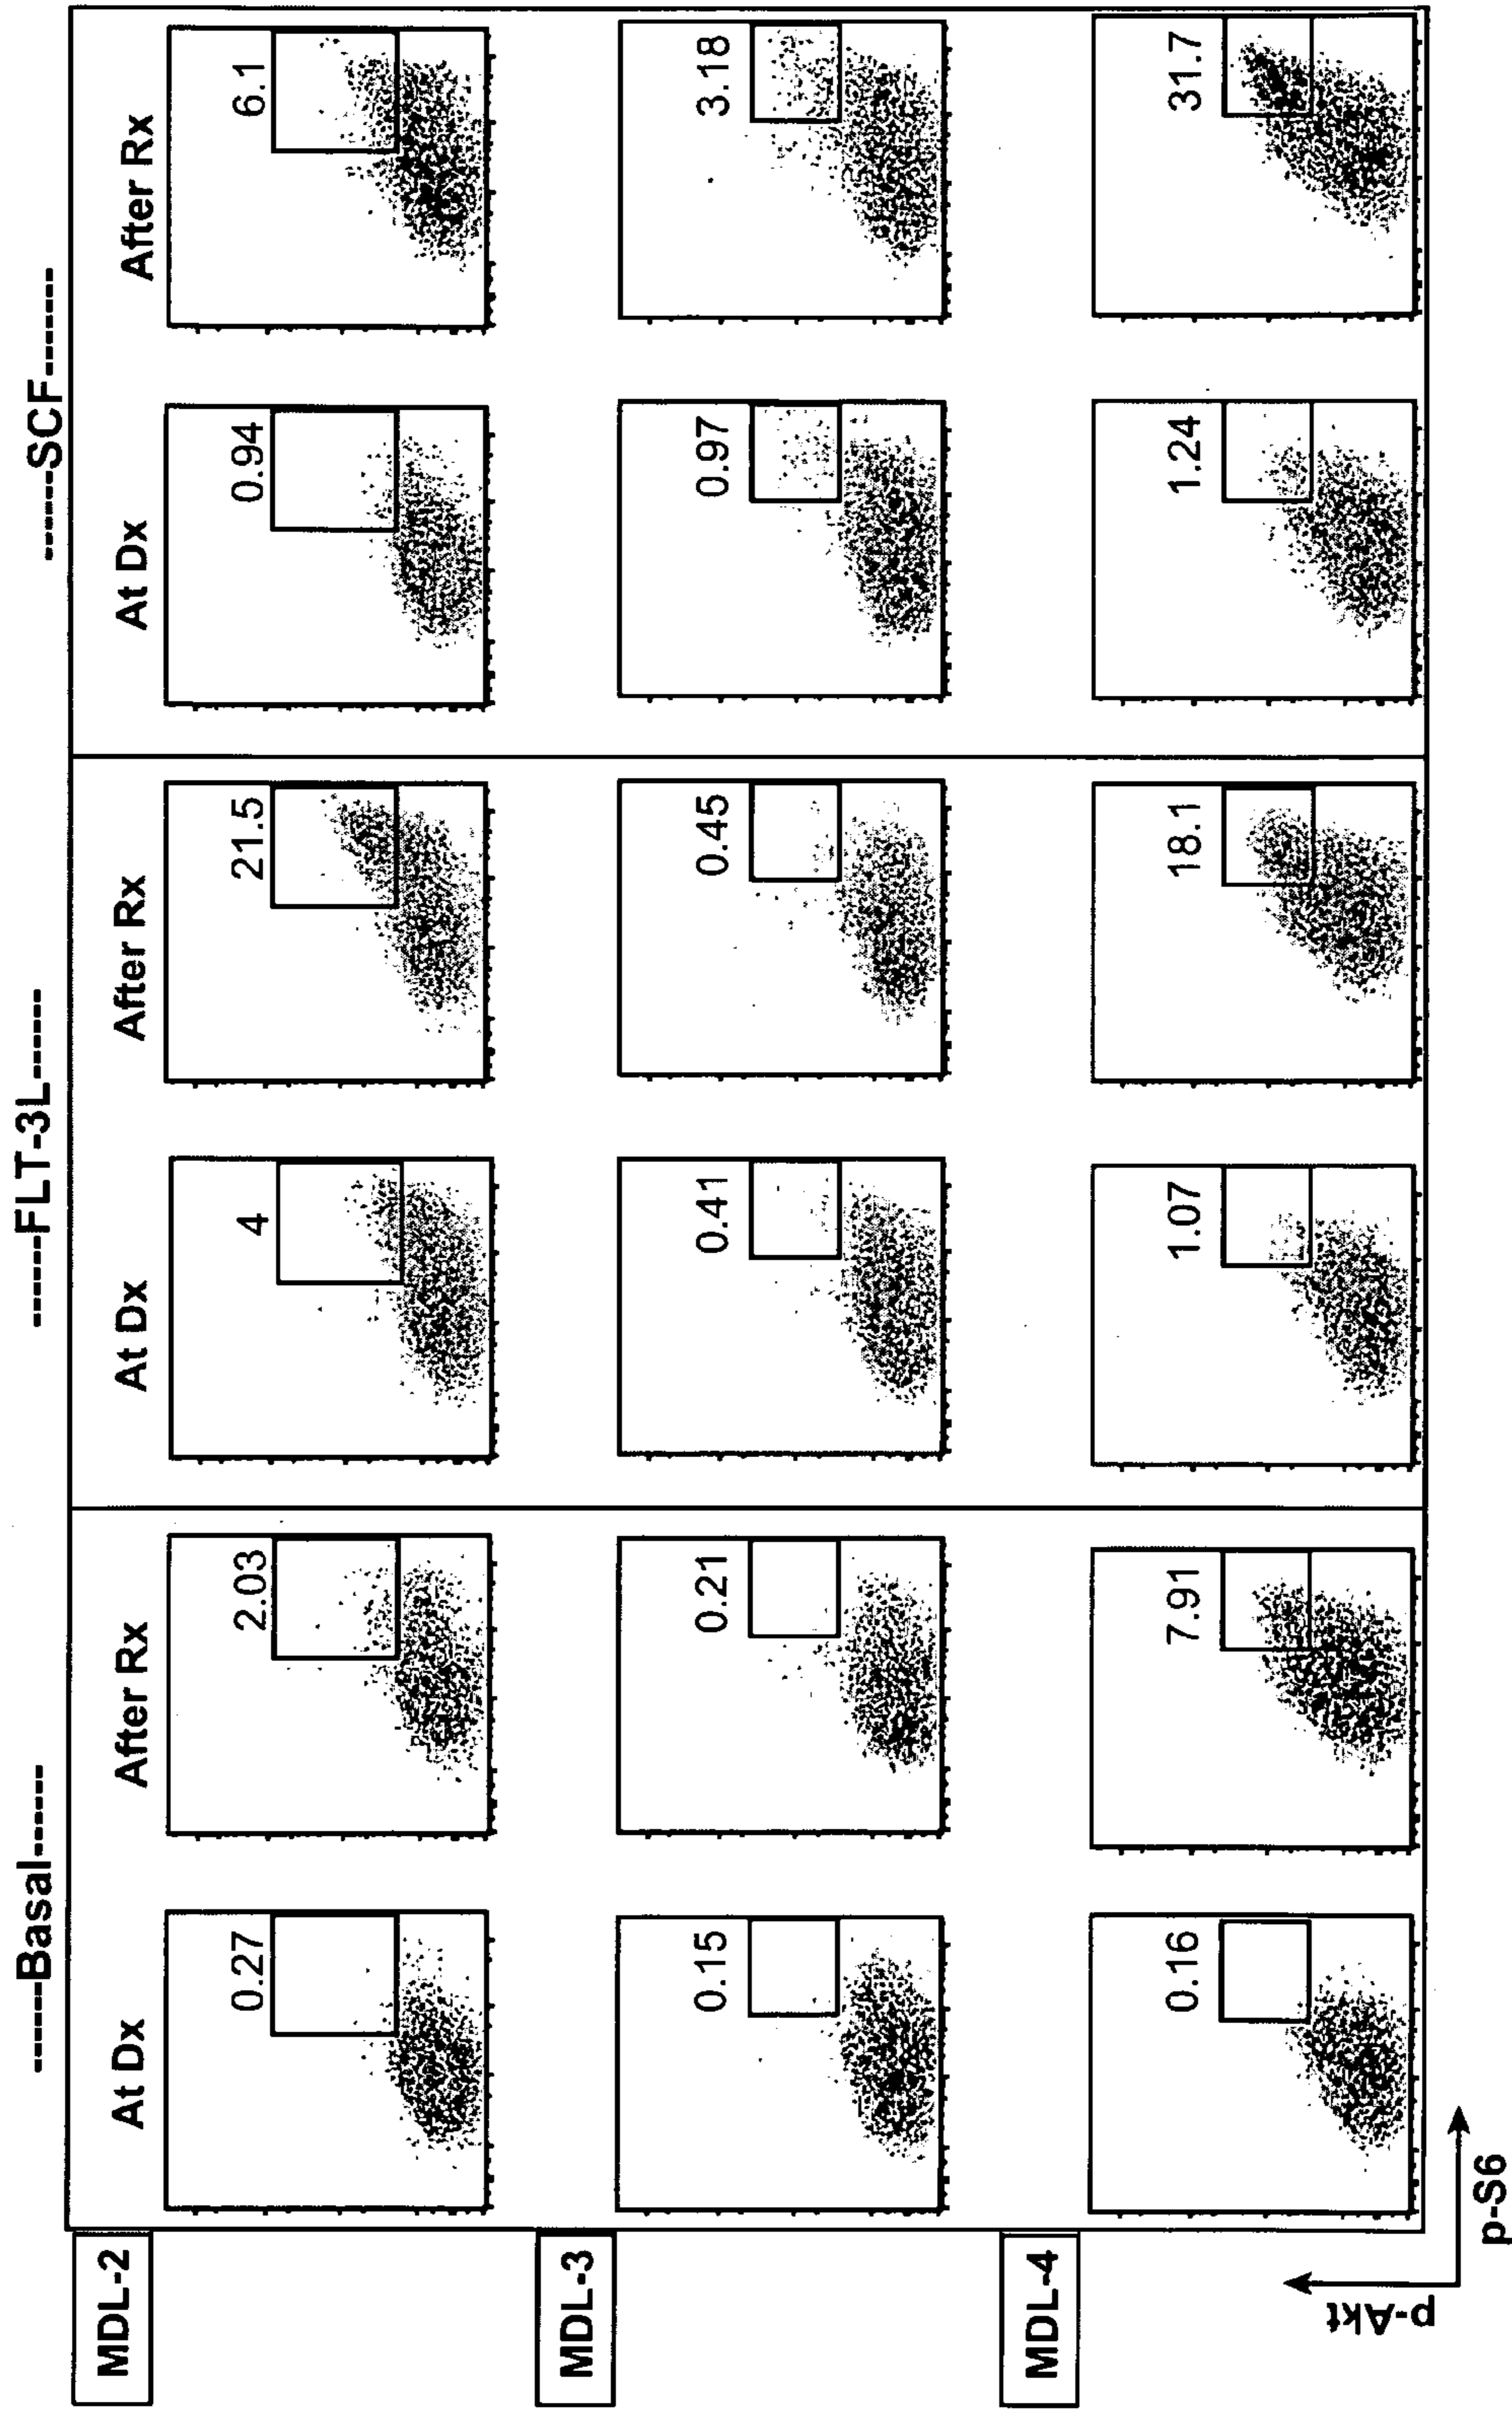 -----Basal------
------FLT-3L------
-----SCF-------
At Dx
After Rx
At Dx
After Rx
At Dx
After Rx
MDL-2
0.27
2.03
4
21.5
0.94
6.1
MDL-3
0.15
0.21
0.41
0.45
0.97
3.18
MDL-4
0.16
7.91
1.07
18.1
1.24
31.7
p-Akt
p-S6